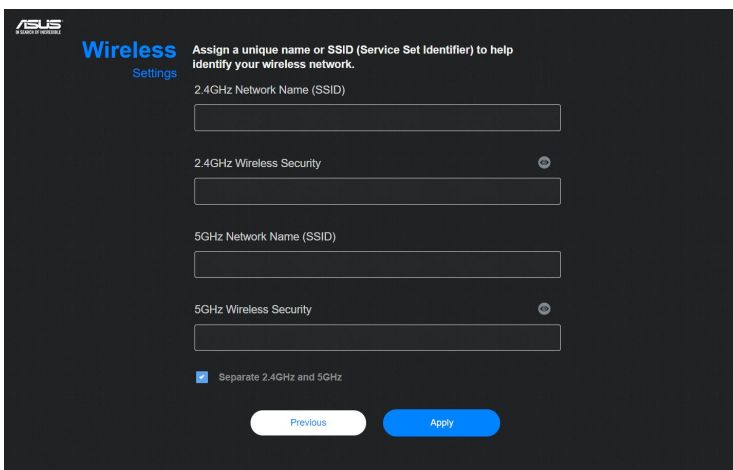 ASUS
IN SEARCH OF INCREDIBLE
Wireless
Settings
Assign a unique name or SSID (Service Set Identifier) to help
identify your wireless network.
2.4GHz Network Name (SSID)
2.4GHz Wireless Security
5GHz Network Name (SSID)
5GHz Wireless Security
Separate 2.4GHz and 5GHz
Previous
Apply